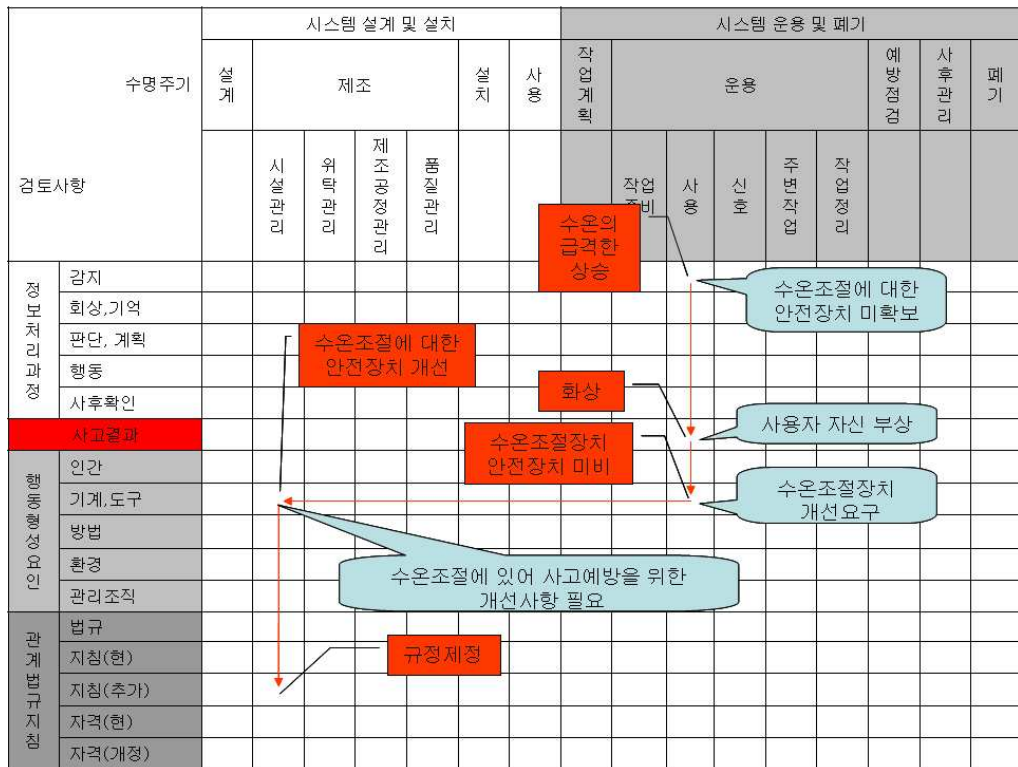 시스템 설계 및 설치
시스템 운용 및 폐기
수명주기
설계
제조
설치
사용
작업계획
운용
예방점검
사후관리
폐기
검토사항
시설관리
위탁관리
제조공정관리
품질관리
작업
준비
사용
신호
주변작업
작업정리
수온의
급격한
상승
정보처리과정
감지
회상,기억
판단, 계획
행동
사후확인
수온조절에 대한
안전장치 미확보
수온조절에 대한
안전장치 개선
화상
사고결과
사용자 자신 부상
수온조절장치
안전장치 미비
행동형성요인
인간
기계,도구
방법
환경
관리조직
수온조절장치
개선요구
수온조절에 있어 사고예방을 위한
개선사항 필요
관계법규지침
법규
지침(현)
지침(추가)
자격(현)
자격(개정)
규정제정